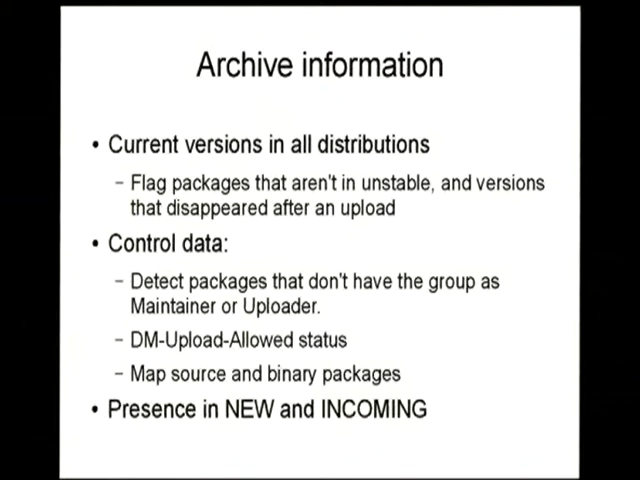 Archive information
• Current versions in all distributions
– Flag packages that aren't in unstable, and versions
that disappeared after an upload
• Control data:
– Detect packages that don't have the group as
Maintainer or Uploader.
– DM-Upload-Allowed status
– Map source and binary packages
• Presence in NEW and INCOMING